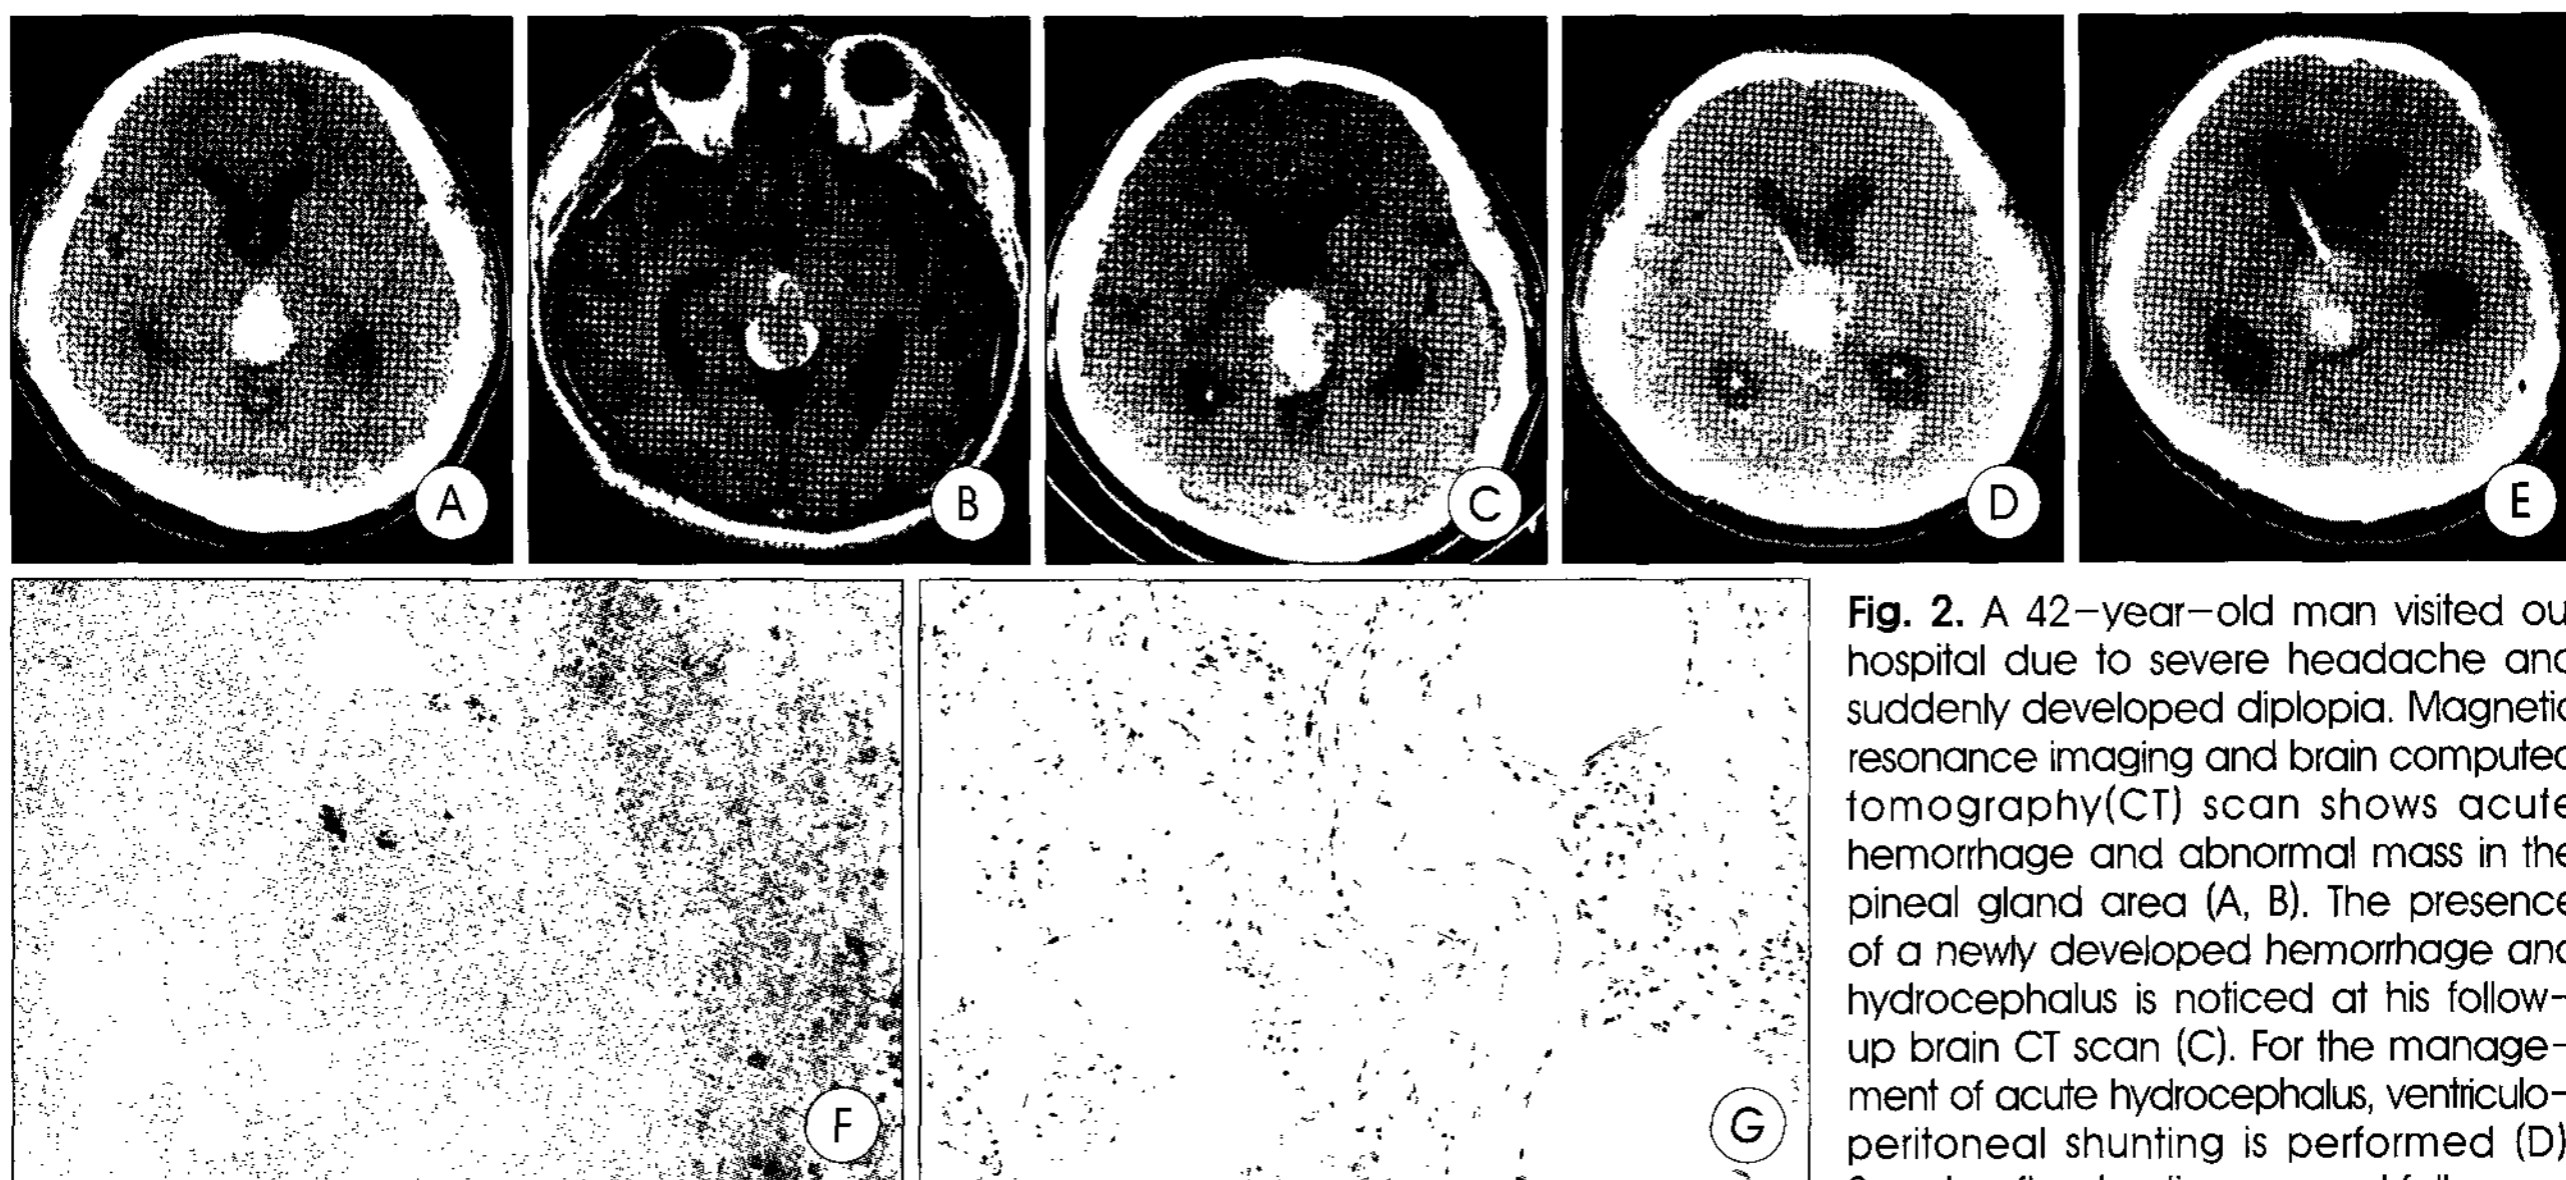 A
B
C
D
E
F
G
Fig. 2. A 42-year-old man visited ou
hospital due to severe headache and
suddenly developed diplopia. Magnetic
resonance imaging and brain computed
tomography(CT) scan shows acute
hemorrhage and abnormal mass in the
pineal gland area (A, B). The presence
of a newly developed hemorrhage and
hydrocephalus is noticed at his follow-
up brain CT scan (C). For the manage-
ment of acute hydrocephalus, ventriculo-
peritoneal shunting is performed (D)